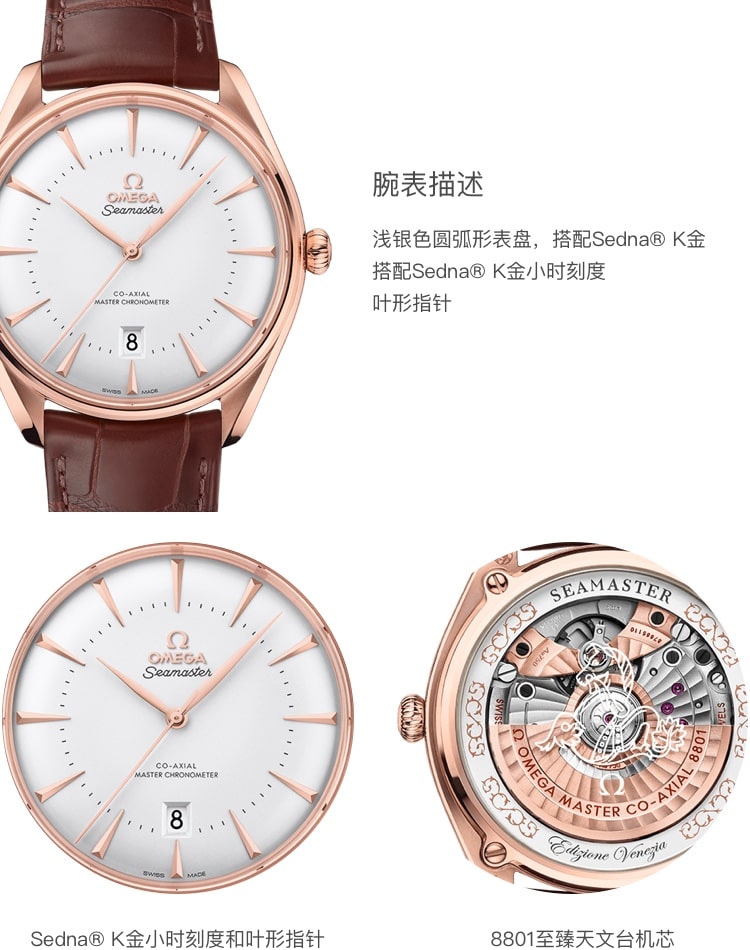 腕表描述
浅银色圆弧形表盘，搭配Sedna® K金
搭配Sedna® K金小时刻度
叶形指针
Ω
OMEGA
Seamaster
CO-AXIAL
MASTER CHRONOMETER
8
SWISS MADE
Ω
OMEGA
Seamaster
CO-AXIAL
MASTER CHRONOMETER
8
SWISS MADE
SEAMASTER
87665110
SWISS
Ω OMEGA MASTER CO-AXIAL 8801
Ω
Edizione Venezia
Sedna® K金小时刻度和叶形指针
8801至臻天文台机芯